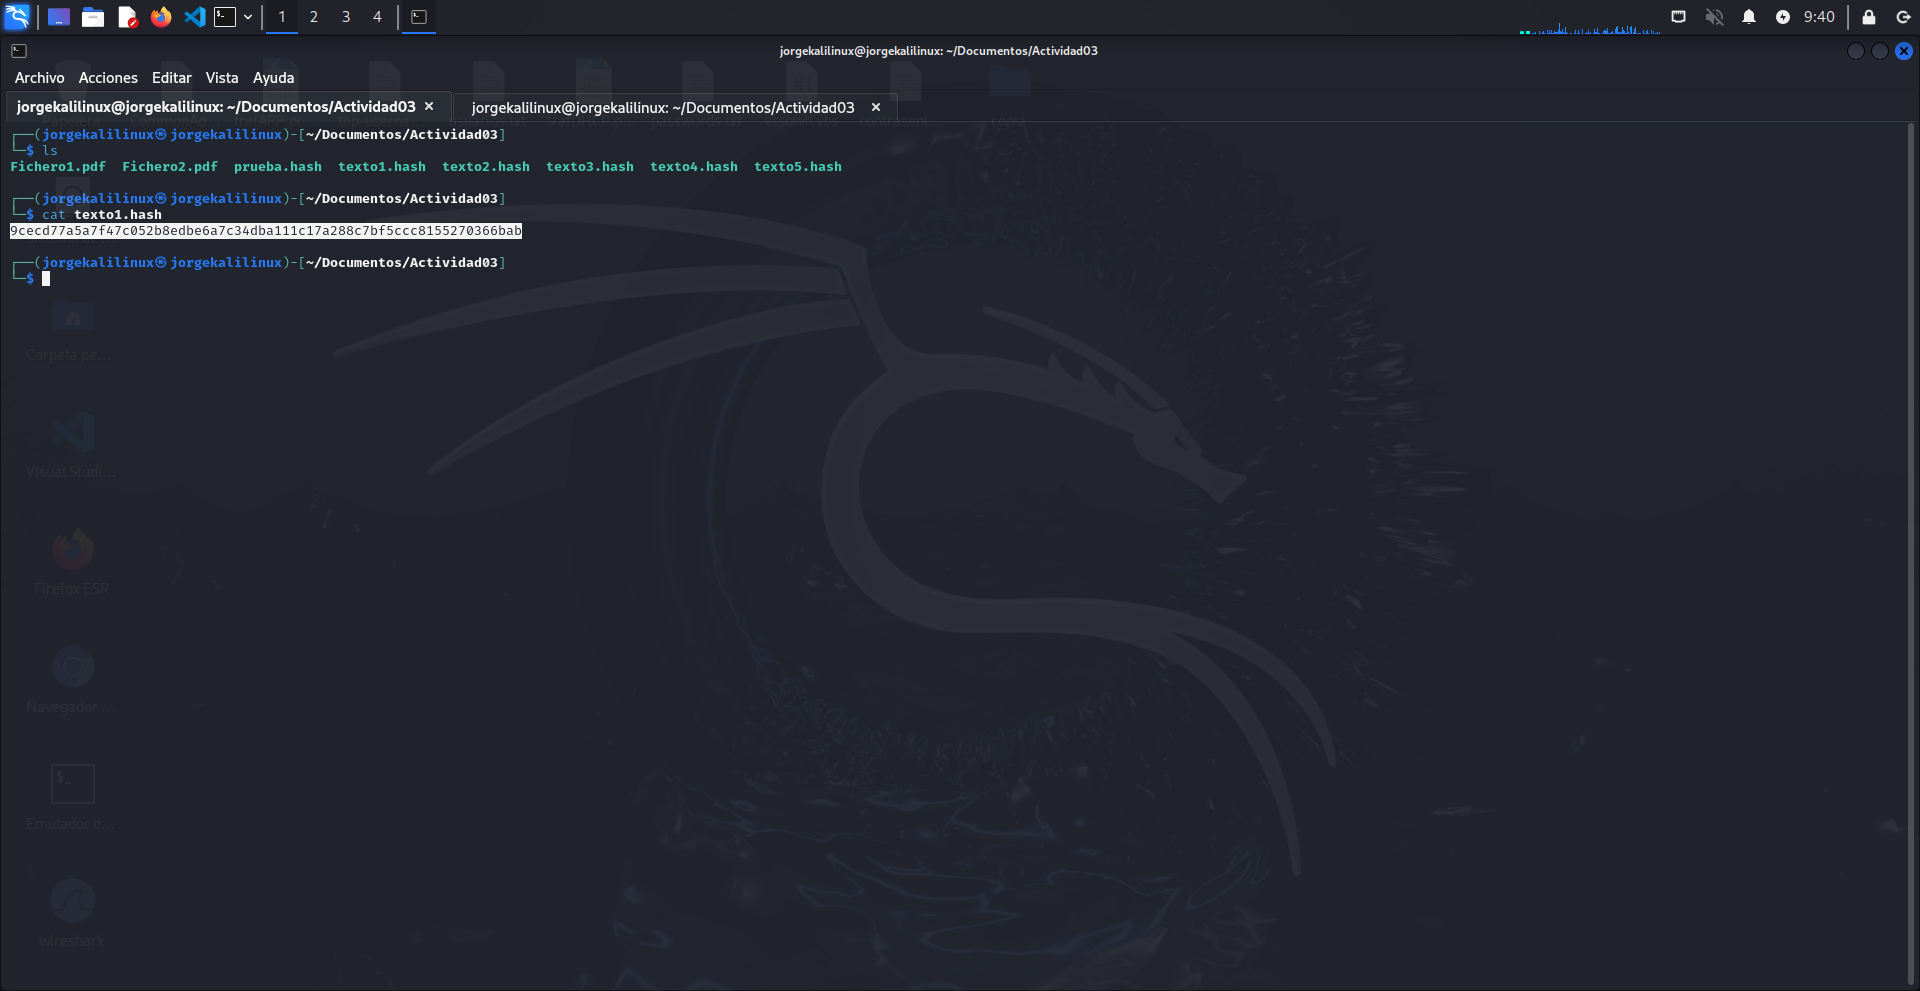 1 2 3 4 9:40
jorgekalilinux@jorgekalilinux: ~/Documentos/Actividad03
Archivo Acciones Editar Vista Ayuda
jorgekalilinux@jorgekalilinux: ~/Documentos/Actividad03 × jorgekalilinux@jorgekalilinux: ~/Documentos/Actividad03 ×
┌──(jorgekalilinux㉿jorgekalilinux)-[~/Documentos/Actividad03]
└─$ ls
Fichero1.pdf Fichero2.pdf prueba.hash texto1.hash texto2.hash texto3.hash texto4.hash texto5.hash
┌──(jorgekalilinux㉿jorgekalilinux)-[~/Documentos/Actividad03]
└─$ cat texto1.hash
9cecd77a5a7f47c052b8edbe6a7c34dba111c17a288c7bf5ccc8155270366bab
┌──(jorgekalilinux㉿jorgekalilinux)-[~/Documentos/Actividad03]
└─$
Carpeta pe...
Visual Studi...
Firefox ESR
Navegador ...
Emulador d...
wireshark